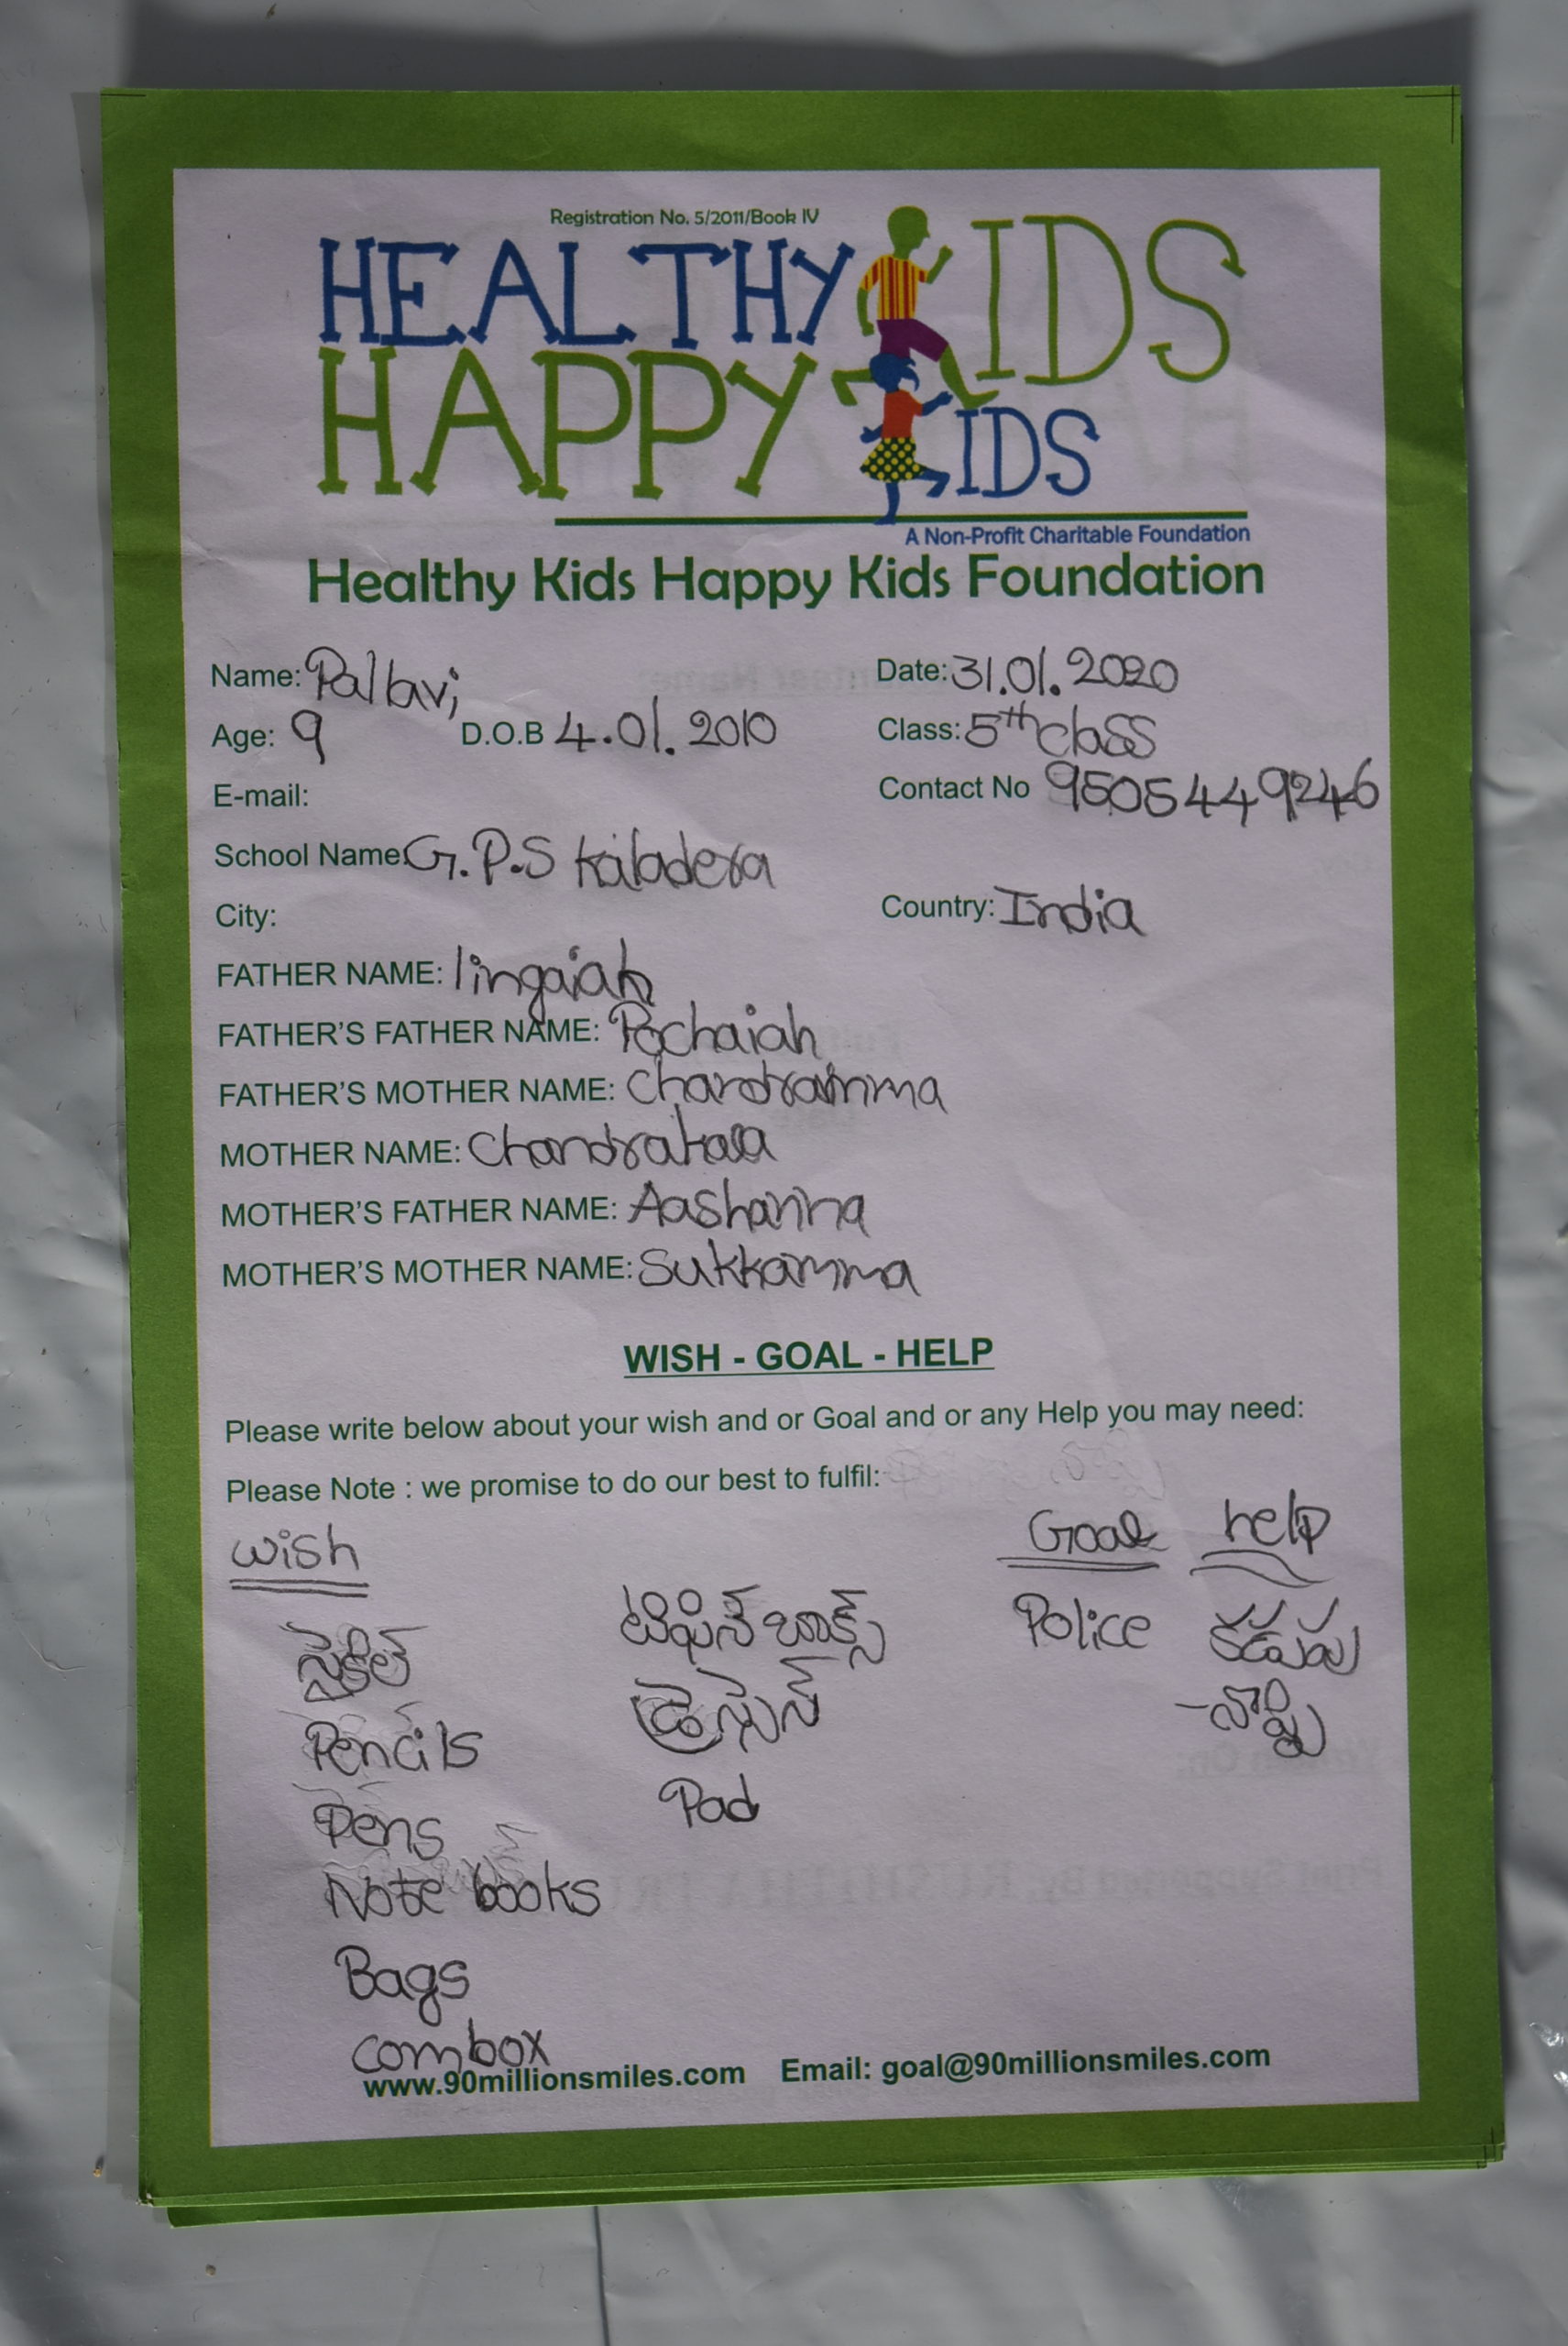 Registration No. 5/2011/Book IV
HEALTHY KIDS
HAPPY KIDS
A Non-Profit Charitable Foundation
Healthy Kids Happy Kids Foundation
Name: Pallavi Date: 31.01.2020
Age: 9 D.O.B 4.01.2010 Class: 5th class
E-mail: Contact No 9505449246
School Name: G.P.S Kailadera
City: Country: India
FATHER NAME: lingaiah
FATHER'S FATHER NAME: Pochaiah
FATHER'S MOTHER NAME: Chandramma
MOTHER NAME: Chandrakala
MOTHER'S FATHER NAME: Aashanna
MOTHER'S MOTHER NAME: Sukkamma
WISH - GOAL - HELP
Please write below about your wish and or Goal and or any Help you may need:
Please Note : we promise to do our best to fulfil:
wish Goal help
సైకిల్ టిఫిన్ బాక్స్ Police కడుపు
Pencils డ్రెస్సెస్ నొప్పి
Pens Pad
Note books
Bags
combox
www.90millionsmiles.com Email: goal@90millionsmiles.com